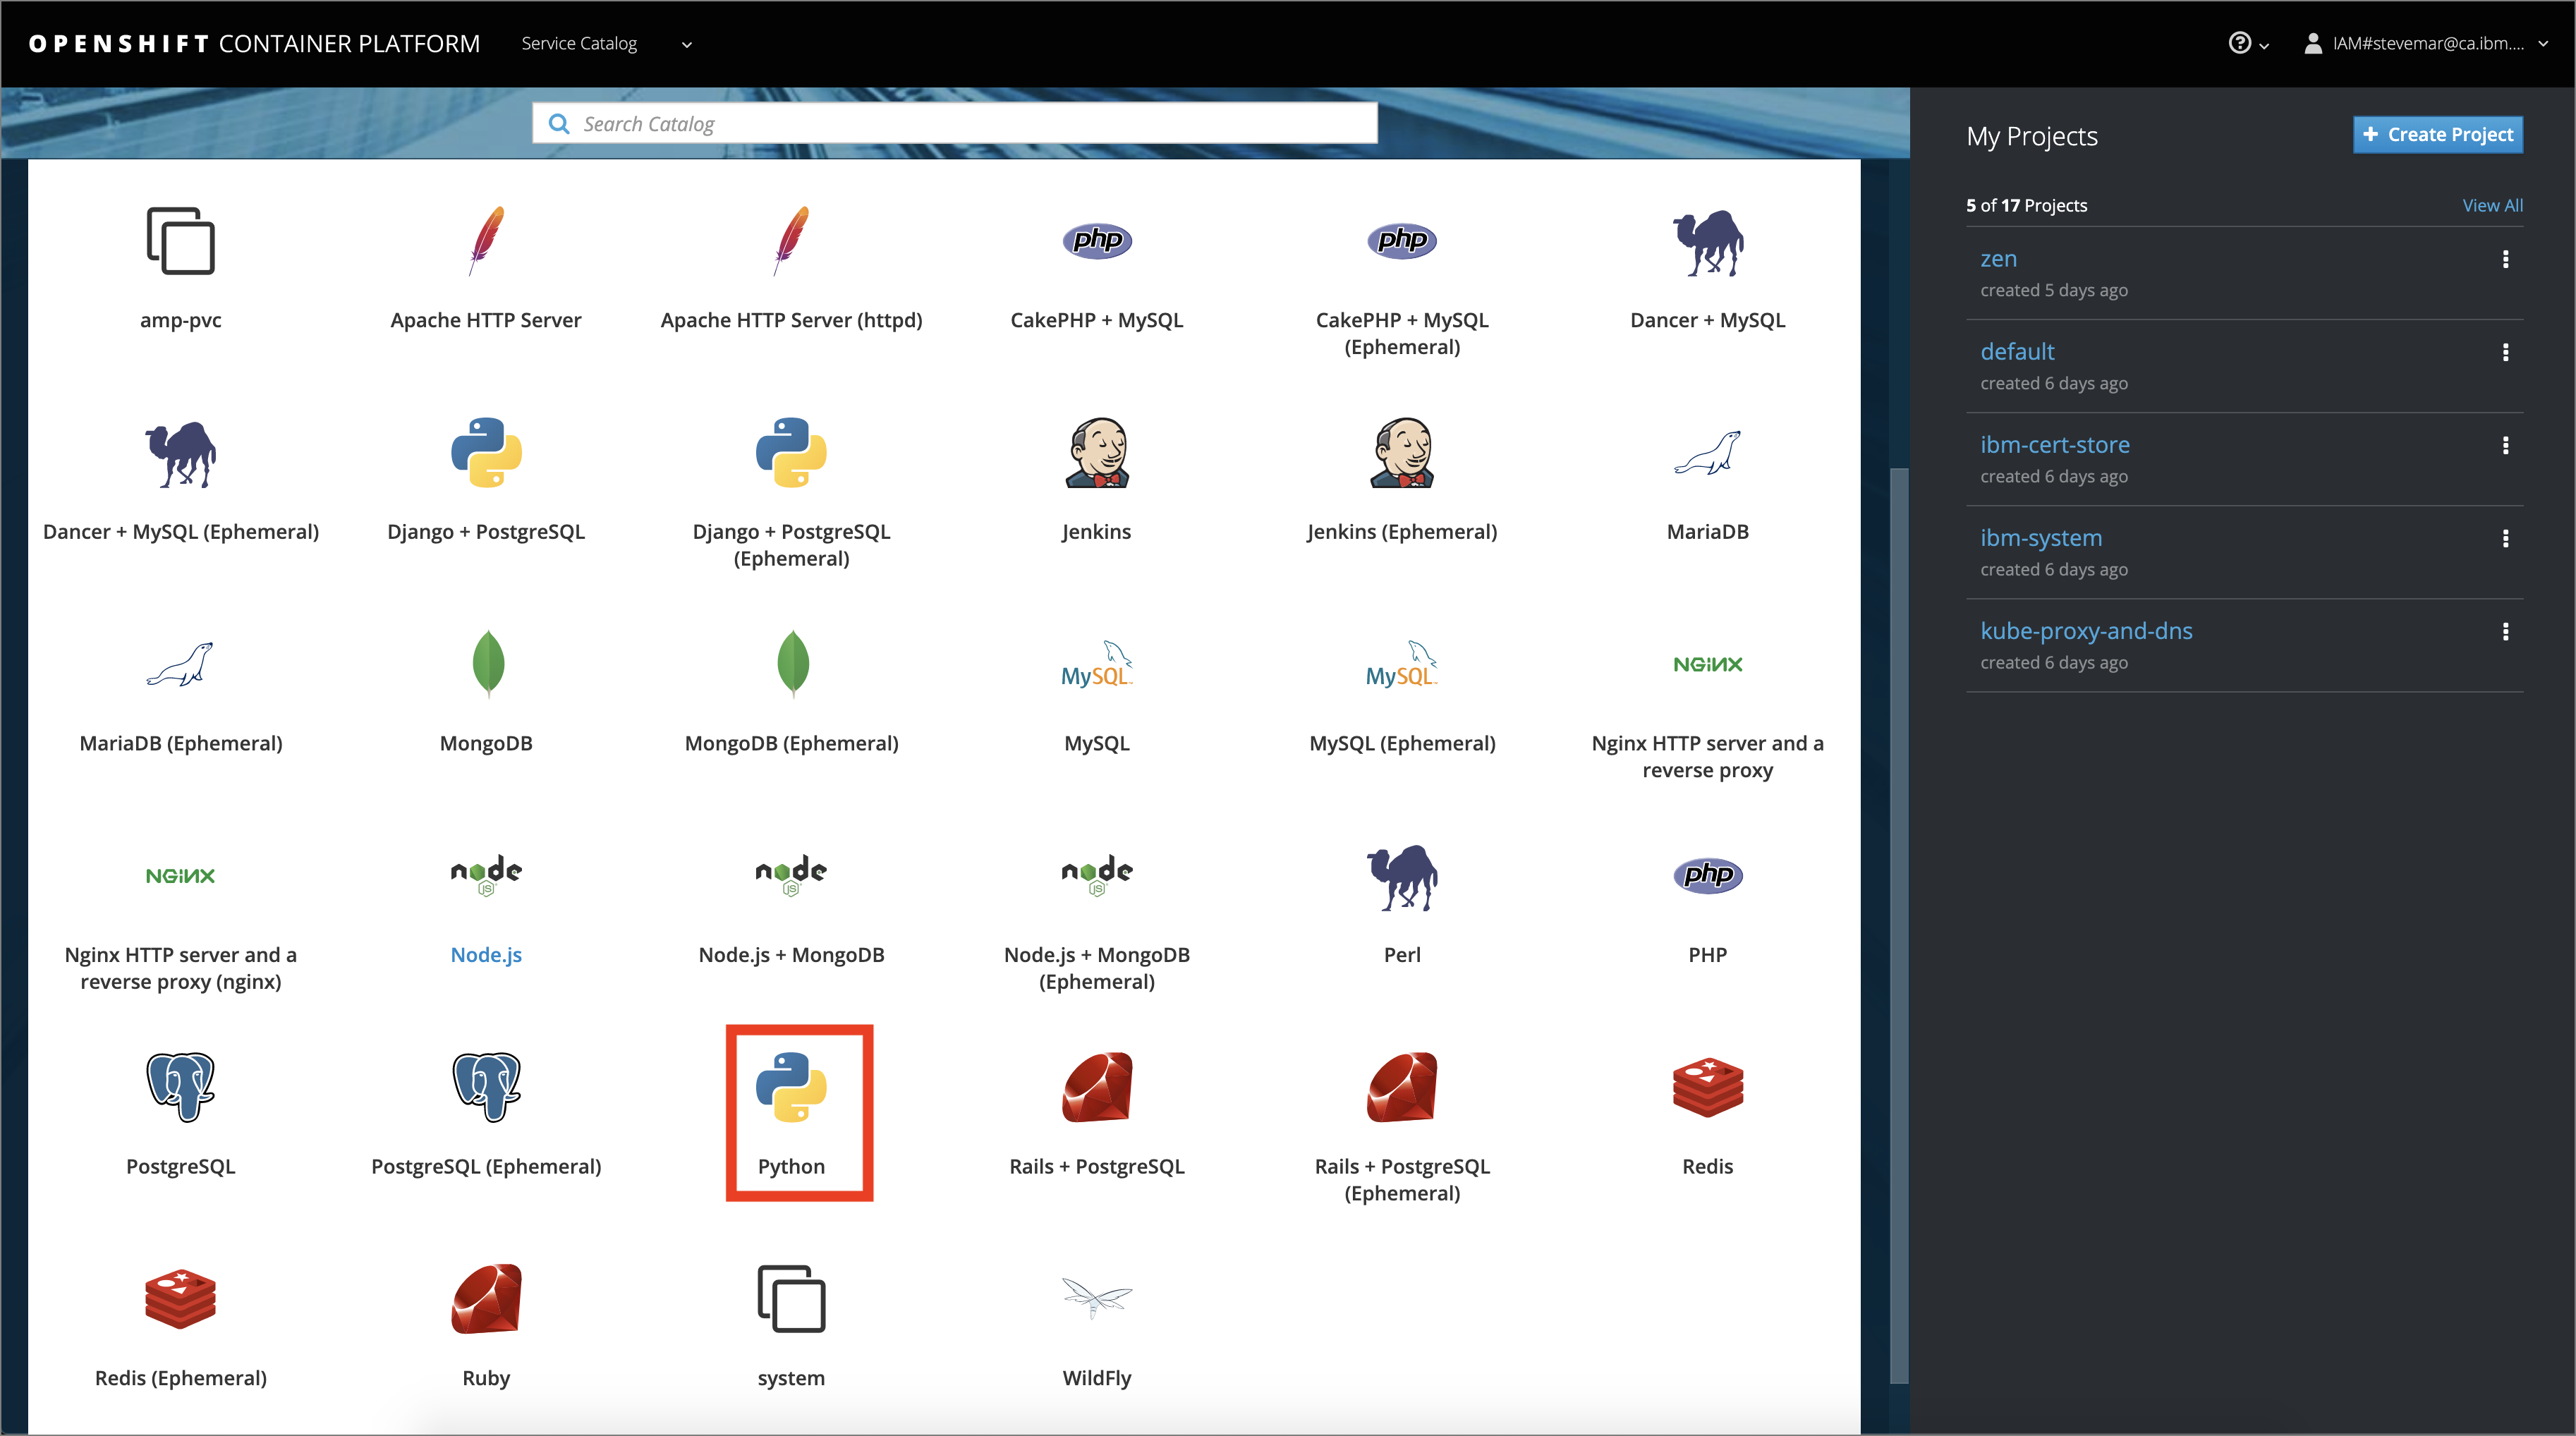 OPENSHIFT CONTAINER PLATFORM
Service Catalog
IAM#stevemar@ca.ibm....
Search Catalog
My Projects
Create Project
5 of 17 Projects
View All
zen
created 5 days ago
default
created 6 days ago
ibm-cert-store
created 6 days ago
ibm-system
created 6 days ago
kube-proxy-and-dns
created 6 days ago
php
php
amp-pvc
Apache HTTP Server
Apache HTTP Server (httpd)
CakePHP + MySQL
CakePHP + MySQL
(Ephemeral)
Dancer + MySQL
Dancer + MySQL (Ephemeral)
Django + PostgreSQL
Django + PostgreSQL
(Ephemeral)
Jenkins
Jenkins (Ephemeral)
MariaDB
MySQL
MySQL
NGINX
MariaDB (Ephemeral)
MongoDB
MongoDB (Ephemeral)
MySQL
MySQL (Ephemeral)
Nginx HTTP server and a
reverse proxy
NGINX
node
JS
node
JS
node
JS
php
Nginx HTTP server and a
reverse proxy (nginx)
Node.js
Node.js + MongoDB
Node.js + MongoDB
(Ephemeral)
Perl
PHP
PostgreSQL
PostgreSQL (Ephemeral)
Python
Rails + PostgreSQL
Rails + PostgreSQL
(Ephemeral)
Redis
Redis (Ephemeral)
Ruby
system
WildFly